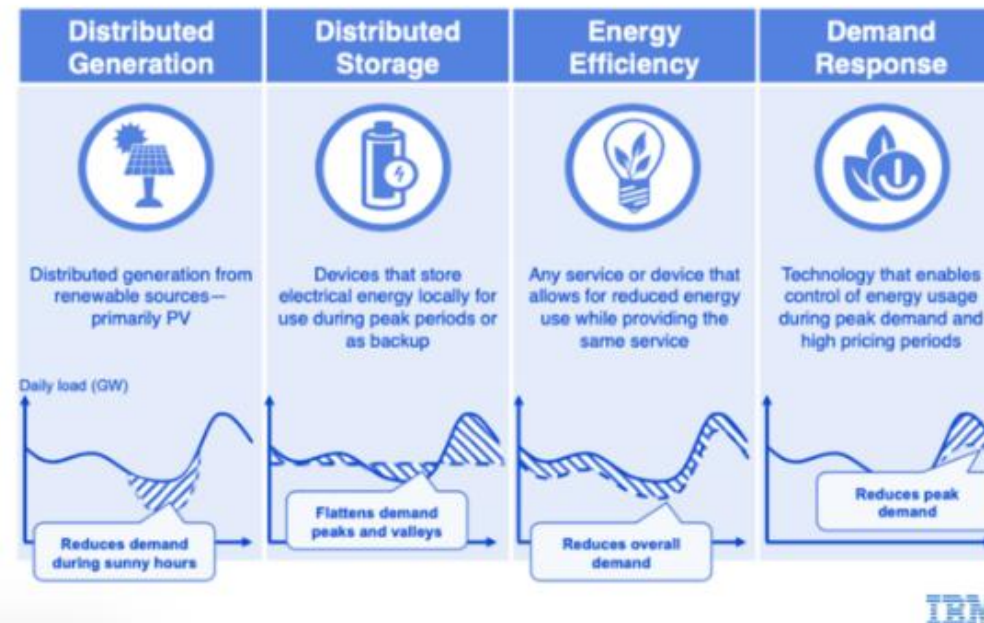 Distributed
Generation
Distributed
Storage
Energy
Efficiency
Demand
Response
Distributed generation from
renewable sources—
primarily PV
Devices that store
electrical energy locally for
use during peak periods or
as backup
Any service or device that
allows for reduced energy
use while providing the
same service
Technology that enables
control of energy usage
during peak demand and
high pricing periods
Daily load (GW)
Reduces demand
during sunny hours
Flattens demand
peaks and valleys
Reduces overall
demand
Reduces peak
demand
IBM